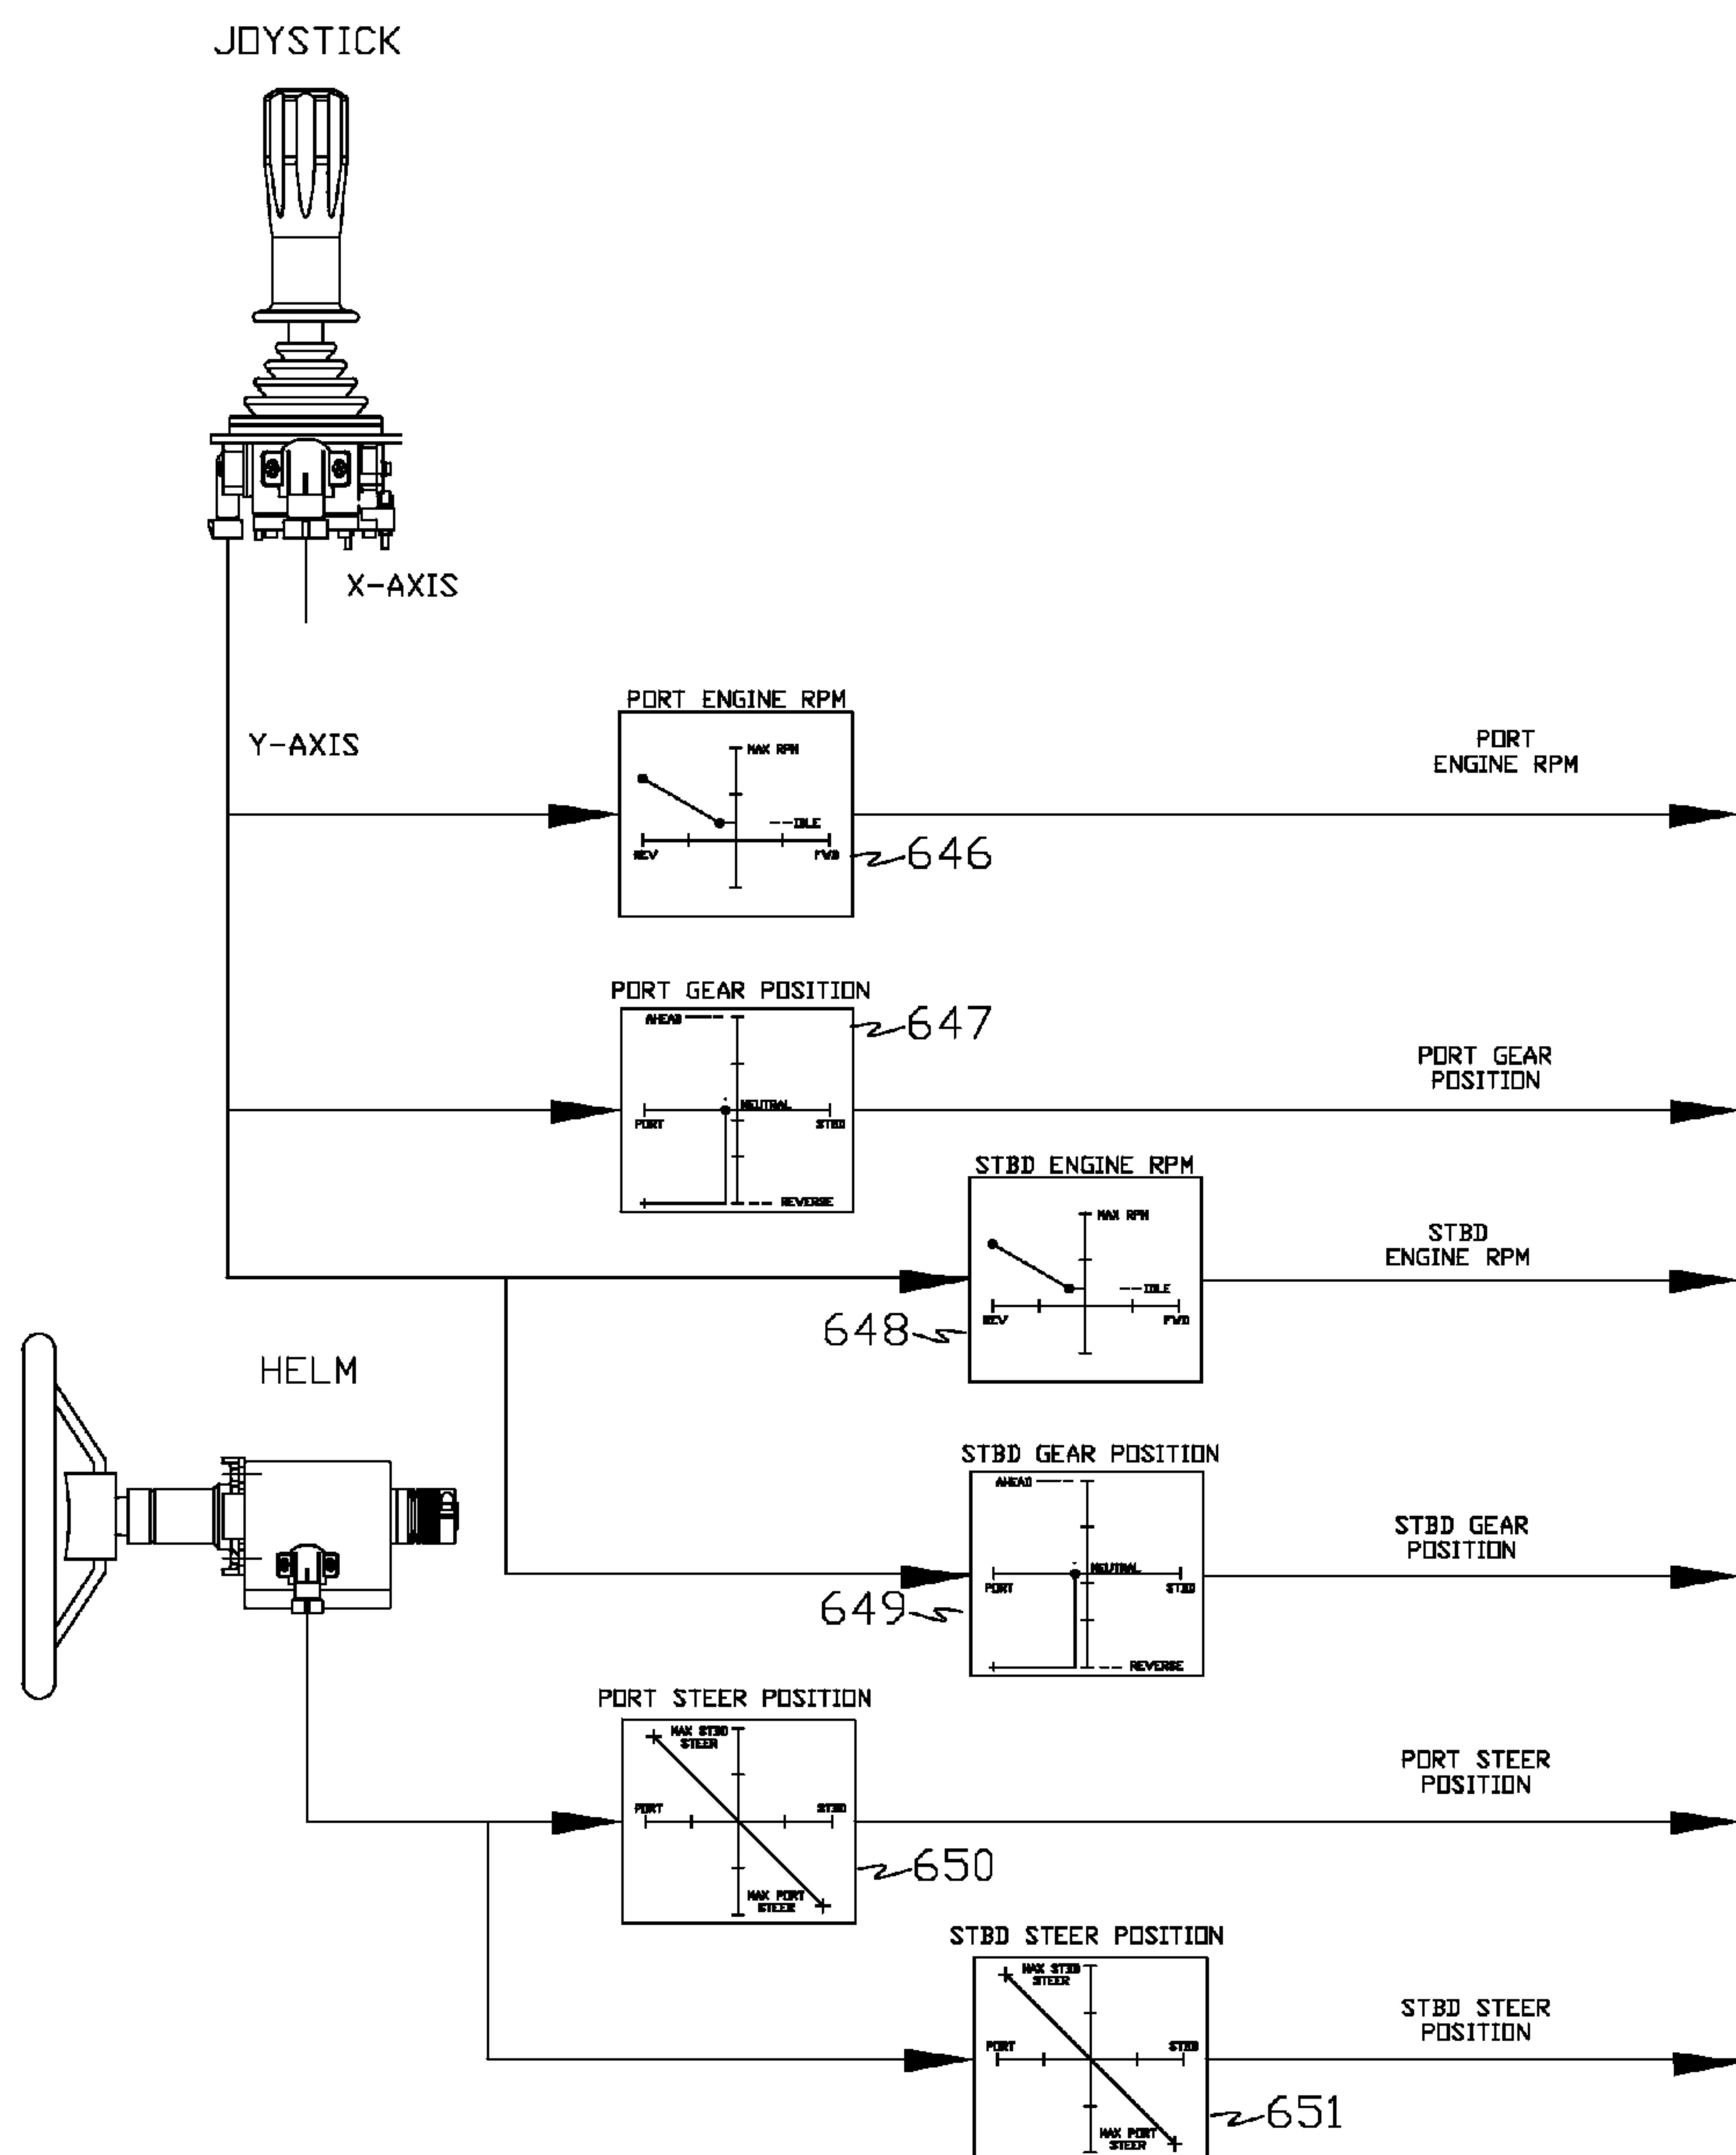 JOYSTICK
X-AXIS
Y-AXIS
PORT ENGINE RPM
MAX RPM
IDLE
REV
FWD
646
PORT
ENGINE RPM
PORT GEAR POSITION
647
AHEAD
NEUTRAL
PORT
STBD
REVERSE
PORT GEAR
POSITION
STBD ENGINE RPM
MAX RPM
IDLE
REV
FWD
648
STBD
ENGINE RPM
HELM
STBD GEAR POSITION
AHEAD
NEUTRAL
PORT
STBD
649
REVERSE
STBD GEAR
POSITION
PORT STEER POSITION
MAX STBD
STEER
PORT
STBD
MAX PORT
STEER
650
PORT STEER
POSITION
STBD STEER POSITION
MAX STBD
STEER
PORT
STBD
MAX PORT
STEER
651
STBD STEER
POSITION